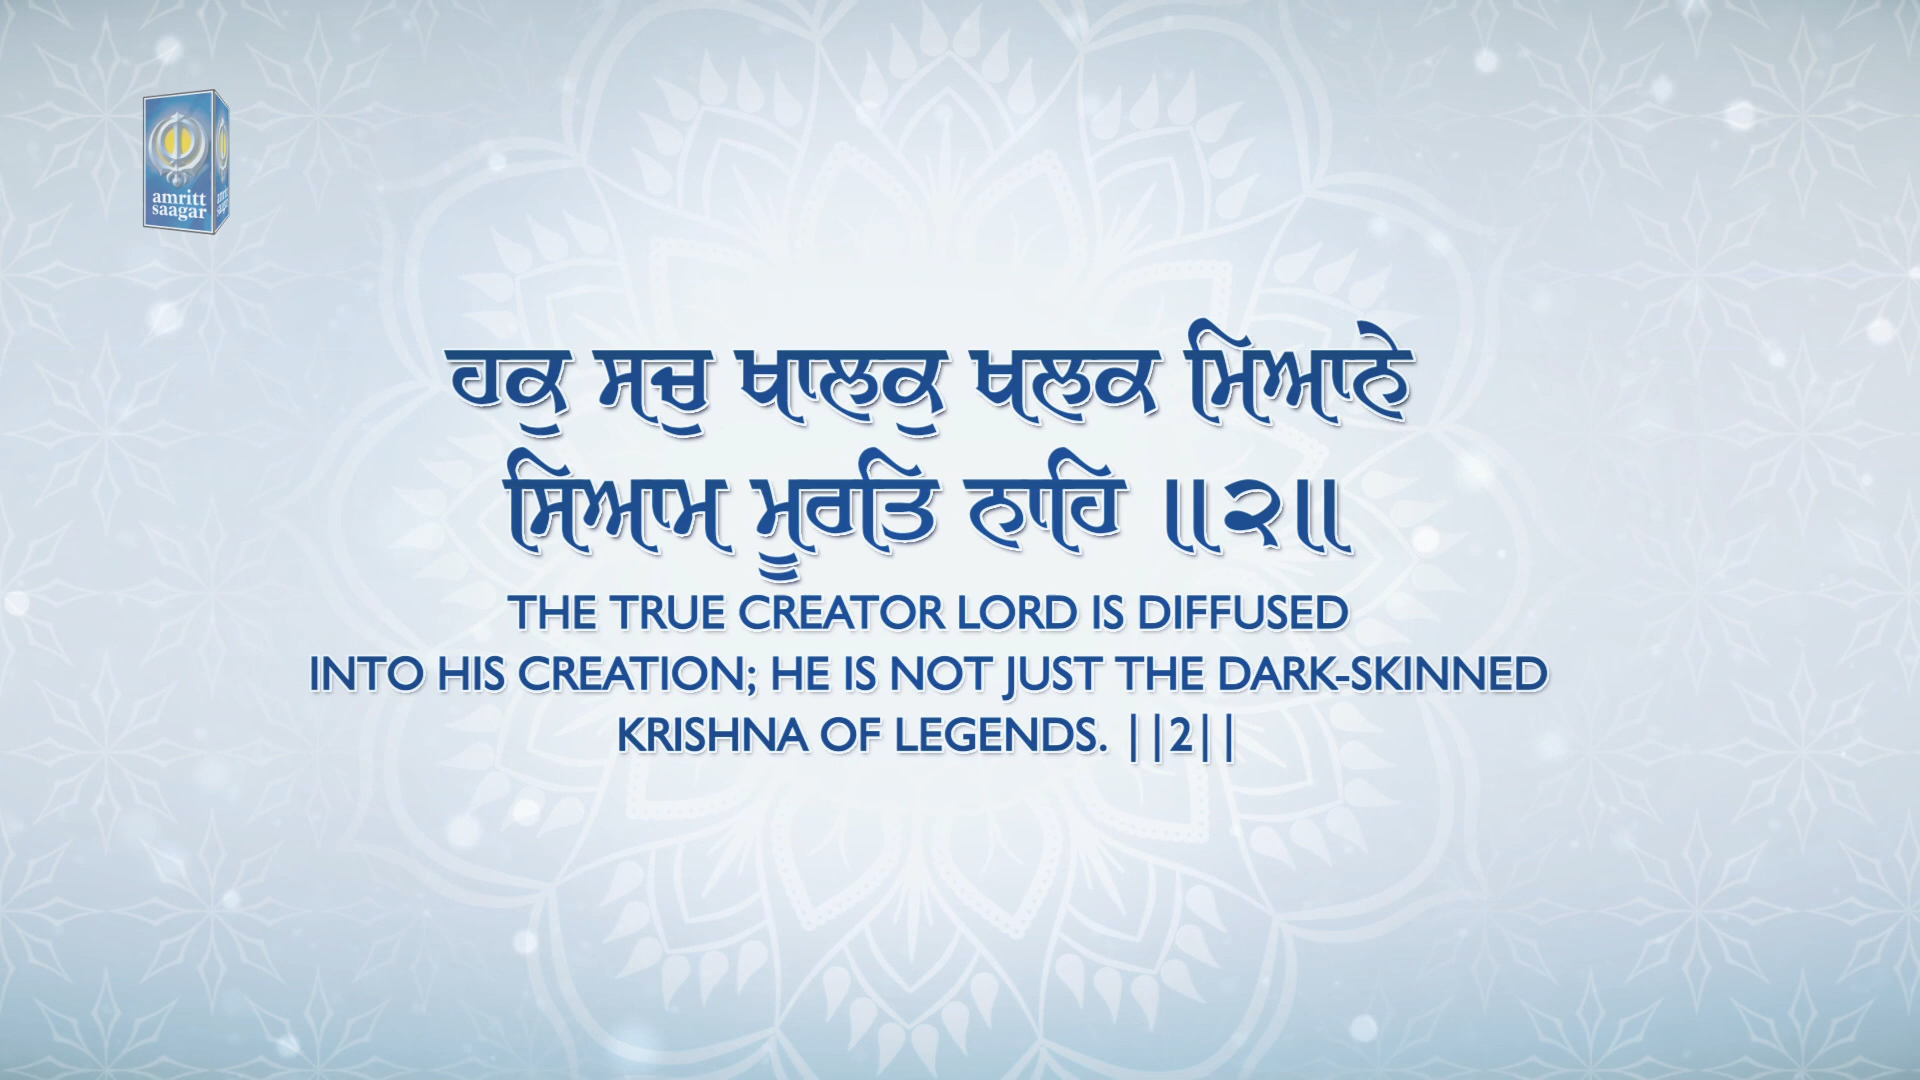 amritt
saagar
ਹਕੁ ਸਚੁ ਖਾਲਕੁ ਖਲਕ ਮਿਆਨੇ
ਸਿਆਮ ਮੂਰਤਿ ਨਾਹਿ ॥੨॥
THE TRUE CREATOR LORD IS DIFFUSED
INTO HIS CREATION; HE IS NOT JUST THE DARK-SKINNED
KRISHNA OF LEGENDS. ||2||